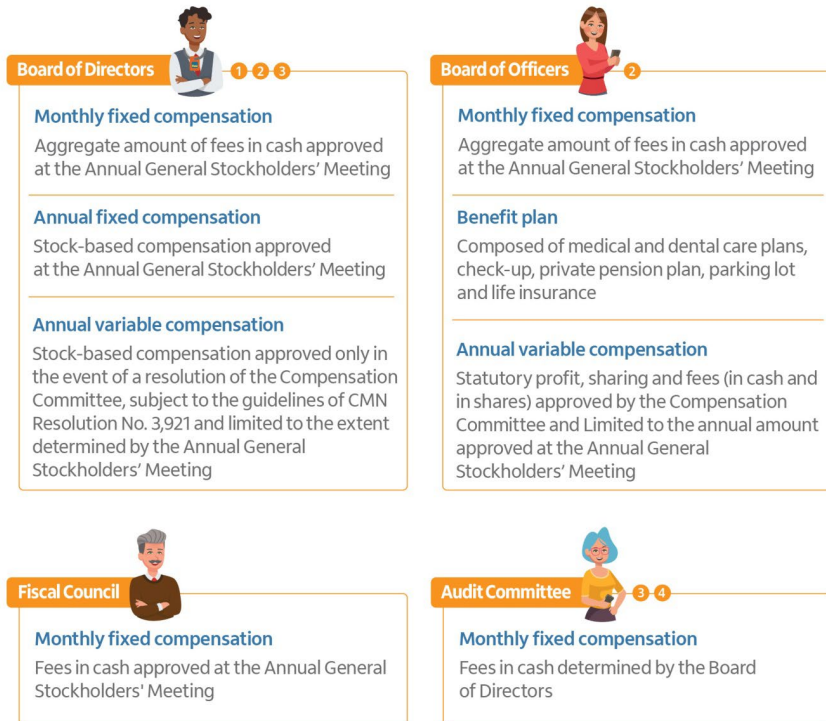 Board of Directors 1 2 3
Monthly fixed compensation
Aggregate amount of fees in cash approved
at the Annual General Stockholders' Meeting
Annual fixed compensation
Stock-based compensation approved
at the Annual General Stockholders' Meeting
Annual variable compensation
Stock-based compensation approved only in
the event of a resolution of the Compensation
Committee, subject to the guidelines of CMN
Resolution No. 3,921 and limited to the extent
determined by the Annual General
Stockholders' Meeting
Board of Officers 2
Monthly fixed compensation
Aggregate amount of fees in cash approved
at the Annual General Stockholders' Meeting
Benefit plan
Composed of medical and dental care plans,
check-up, private pension plan, parking lot
and life insurance
Annual variable compensation
Statutory profit, sharing and fees (in cash and
in shares) approved by the Compensation
Committee and Limited to the annual amount
approved at the Annual General
Stockholders' Meeting
Fiscal Council
Monthly fixed compensation
Fees in cash approved at the Annual General
Stockholders' Meeting
Audit Committee 3 4
Monthly fixed compensation
Fees in cash determined by the Board
of Directors